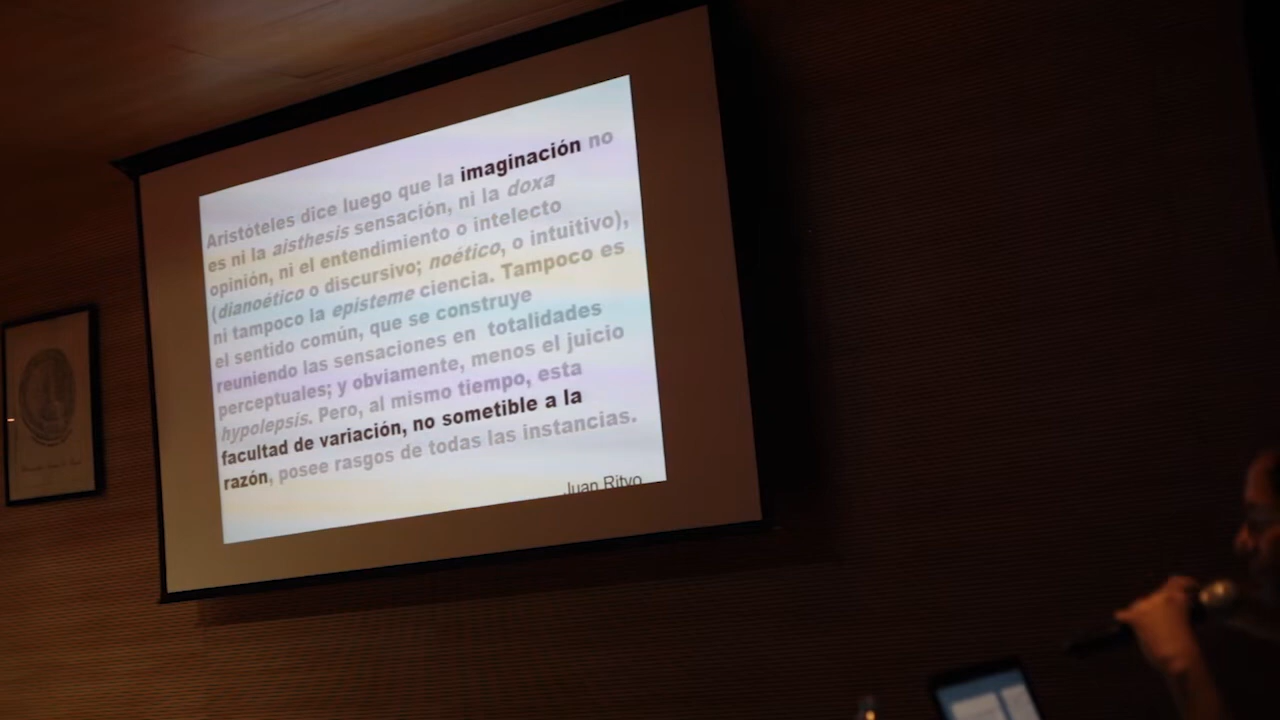 Aristóteles dice luego que la imaginación no
es ni la aisthesis sensación, ni la doxa
opinión, ni el entendimiento o intelecto
(dianoético o discursivo; noético, o intuitivo),
ni tampoco la episteme ciencia. Tampoco es
el sentido común, que se construye
reuniendo las sensaciones en totalidades
perceptuales; y obviamente, menos el juicio
hypolepsis. Pero, al mismo tiempo, esta
facultad de variación, no sometible a la
razón, posee rasgos de todas las instancias.
Juan Ritvo